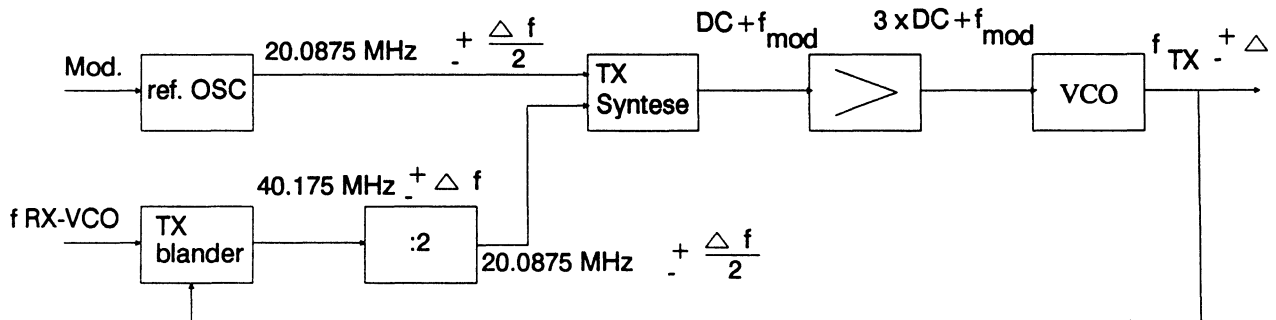 Mod.
ref. OSC
20.0875 MHz ± △ f / 2
TX
Syntese
DC+f mod
>
3 xDC+f mod
VCO
f TX ± △
f RX-VCO
TX
blander
40.175 MHz ± △ f
:2
20.0875 MHz ± △ f / 2